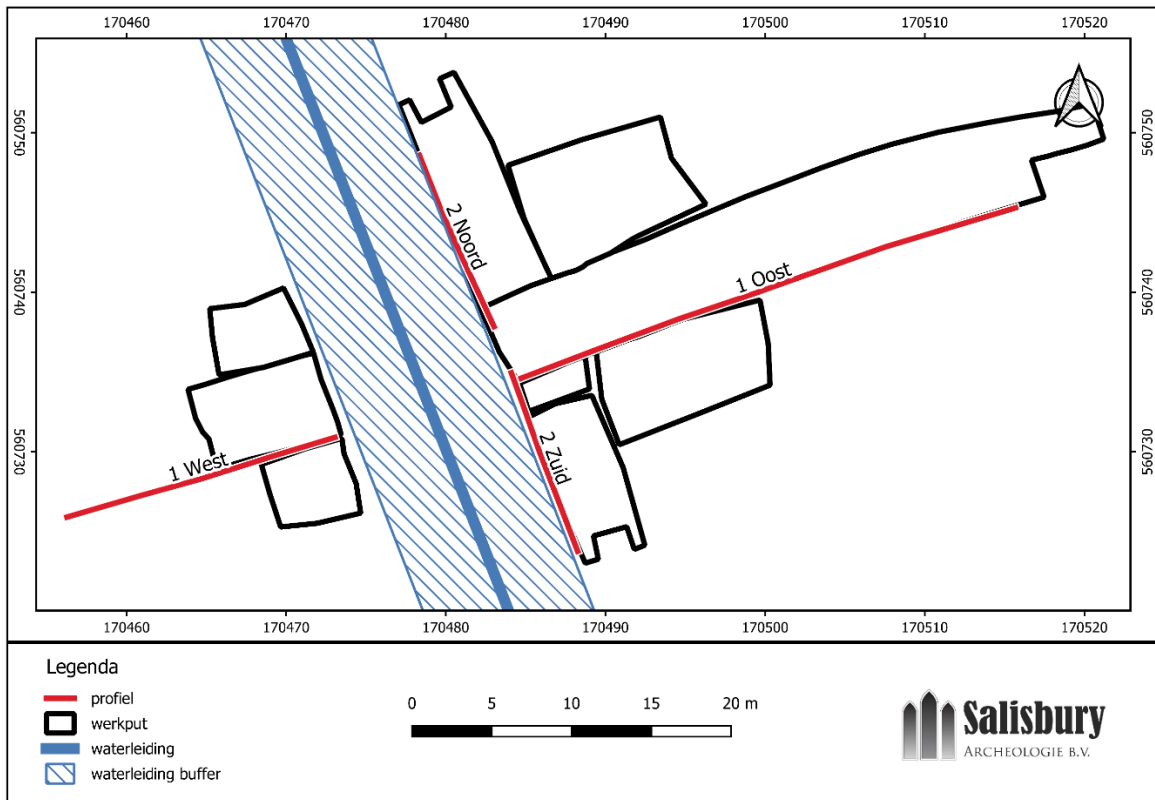 170460 170470 170480 170490 170500 170510 170520
560750
560740
560730
560750
560740
560730
2 Noord
1 Oost
1 West
2 Zuid
170460 170470 170480 170490 170500 170510 170520
Legenda
profiel
werkput
waterleiding
waterleiding buffer
0 5 10 15 20 m
Salisbury
ARCHEOLOGIE B.V.